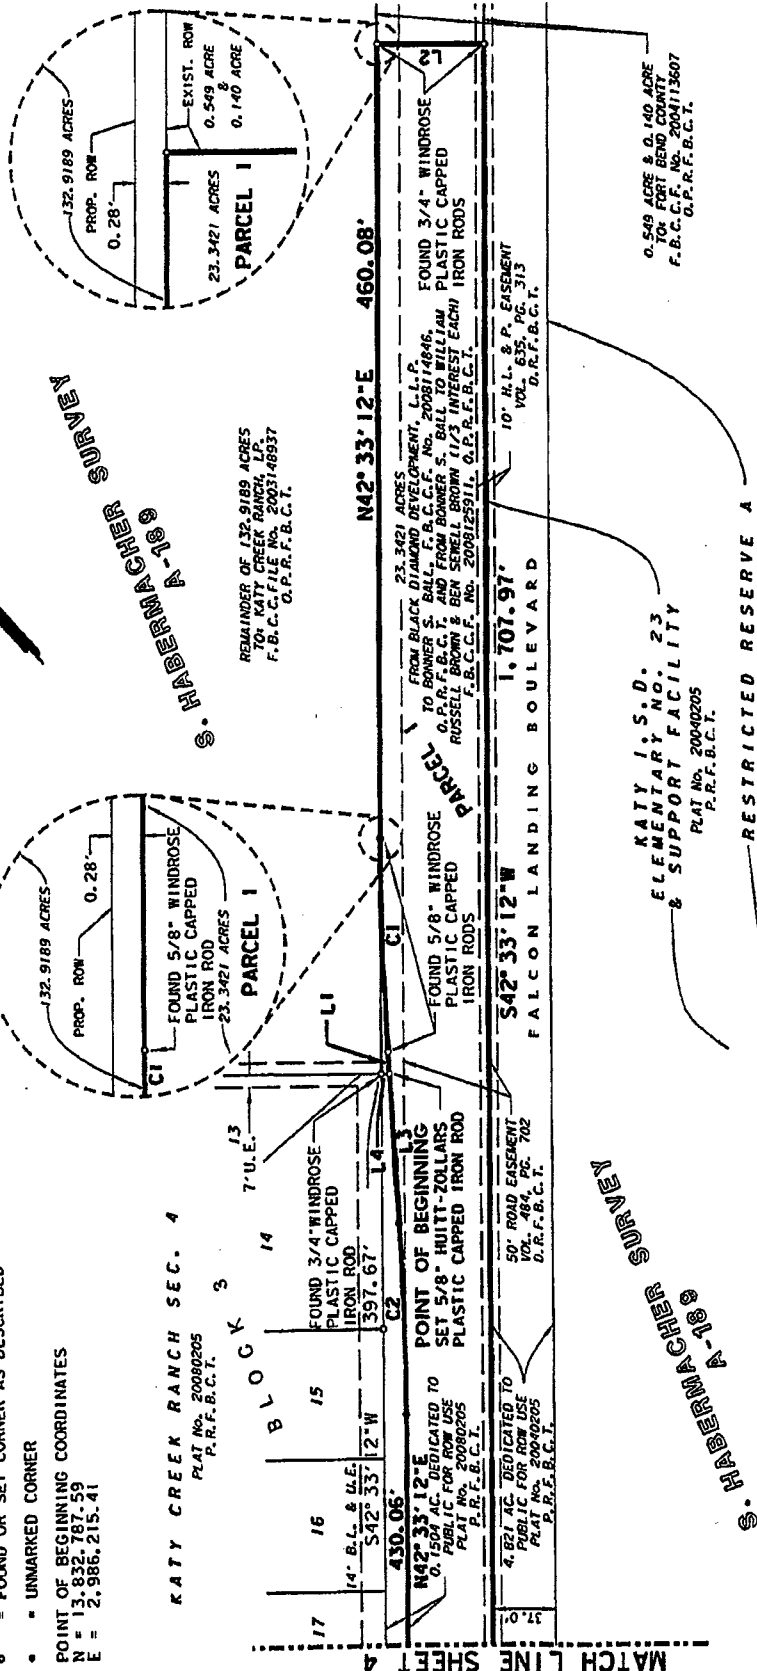 = FOUND OR SET CORNER AS DESCRIBED
= UNMARKED CORNER
POINT OF BEGINNING COORDINATES
N = 13,832,787.59
E = 2,986,215.41
KATY CREEK RANCH SEC. 4
PLAT No. 20080205
P.R.F.B.C.T.
BLOCK 3
13
14
15
16
17
7' U.E.
14' B.L. & U.E.
FOUND 3/4" WINDROSE
PLASTIC CAPPED
IRON ROD
S42°33'12"W
397.67'
L4
L3
L1
C2
C1
430.06'
N42°33'12"E
0.1504 AC. DEDICATED TO
PUBLIC FOR ROW USE
PLAT No. 20080205
P.R.F.B.C.T.
POINT OF BEGINNING
SET 5/8" HUITT-ZOLLARS
PLASTIC CAPPED IRON ROD
4.821 AC. DEDICATED TO
PUBLIC FOR ROW USE
PLAT No. 20040205
P.R.F.B.C.T.
37.0'
50' ROAD EASEMENT
VOL. 484, PG. 702
D.R.F.B.C.T.
MATCH LINE SHEET 4
S. HABERMACHER SURVEY
A-189
132.9189 ACRES
PROP. ROW
0.28'
C1
FOUND 5/8" WINDROSE
PLASTIC CAPPED
IRON ROD
23.3421 ACRES
PARCEL 1
FOUND 5/8" WINDROSE
PLASTIC CAPPED
IRON RODS
S42°33'12"W
1,707.97'
FALCON LANDING BOULEVARD
S. HABERMACHER SURVEY
A-189
REMAINDER OF 132.9189 ACRES
TO: KATY CREEK RANCH, LP.
F.B.C.C.FILE No. 2003148937
O.P.R.F.B.C.T.
N42°33'12"E
460.08'
PARCEL 1
23.3421 ACRES
FROM BLACK DIAMOND DEVELOPMENT, L.L.P.
TO BONNER S. BALL, F.B.C.C.F. No. 2008114846,
O.P.R.F.B.C.T. AND FROM BONNER S. BALL TO WILLIAM
RUSSELL BROWN & BEN SEWELL BROWN (1/3 INTEREST EACH)
F.B.C.C.F. No. 2008125911, O.P.R.F.B.C.T.
FOUND 3/4" WINDROSE
PLASTIC CAPPED
IRON RODS
L2
10' H.L. & P. EASEMENT
VOL. 635, PG. 313
D.R.F.B.C.T.
132.9189 ACRES
PROP. ROW
0.28'
EXIST. ROW
0.549 ACRE
&
0.140 ACRE
23.3421 ACRES
PARCEL 1
0.549 ACRE & 0.140 ACRE
TO: FORT BEND COUNTY
F.B.C.C.F. No. 2004113607
O.P.R.F.B.C.T.
KATY I.S.D.
ELEMENTARY NO. 23
& SUPPORT FACILITY
PLAT No. 20040205
P.R.F.B.C.T.
RESTRICTED RESERVE A